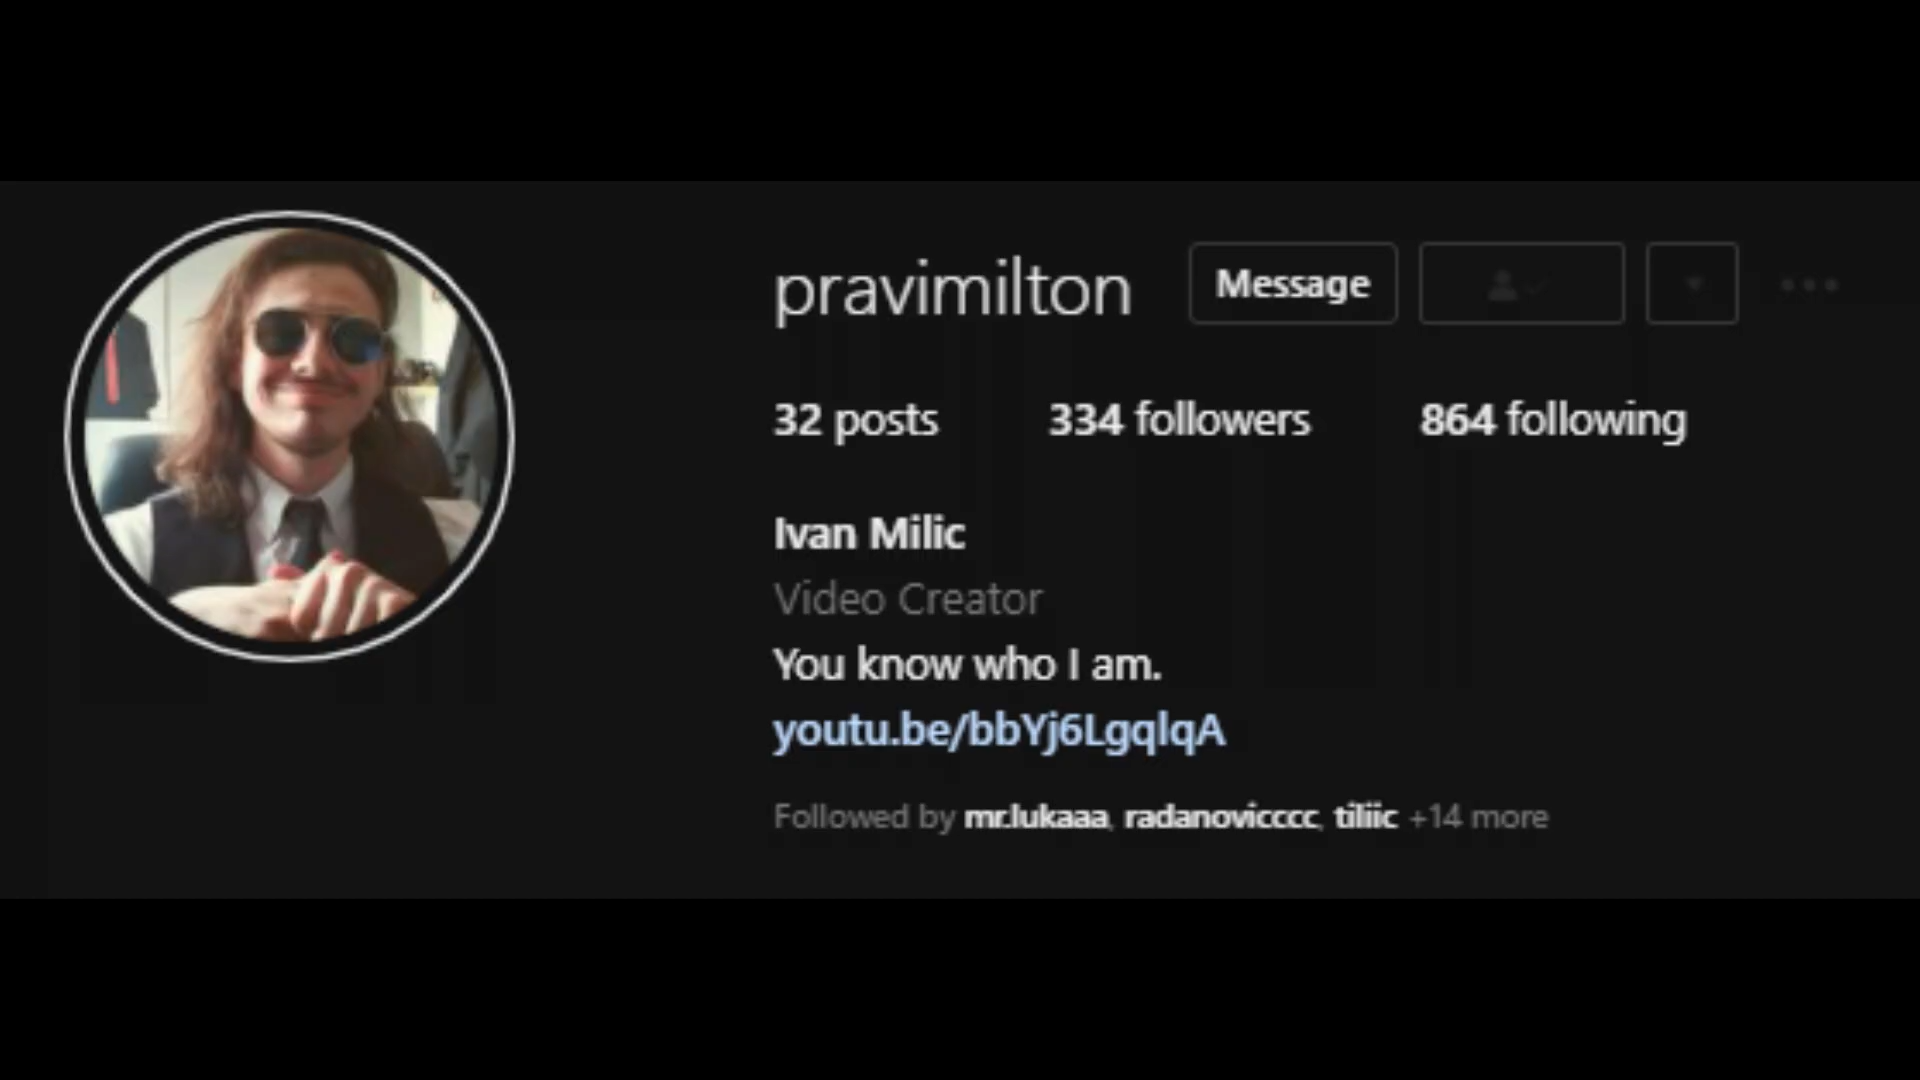 pravimilton Message
32 posts 334 followers 864 following
Ivan Milic
Video Creator
You know who I am.
youtu.be/bbYj6LgqlqA
Followed by mr.lukaaa, radanovicccc, tiliic +14 more